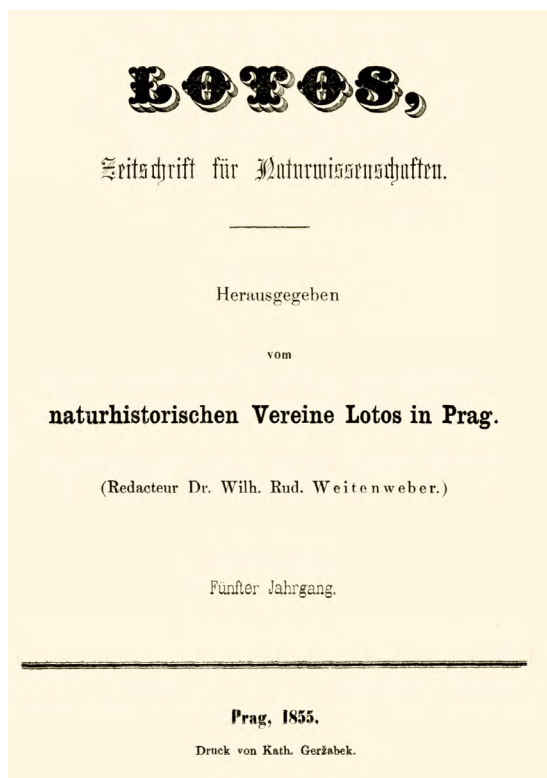 LOTOS,
Zeitschrift für Naturwissenschaften.
Herausgegeben
vom
naturhistorischen Vereine Lotos in Prag.
(Redacteur Dr. Wilh. Rud. Weitenweber.)
Fünfter Jahrgang.
Prag, 1855.
Druck von Kath. Geržabek.